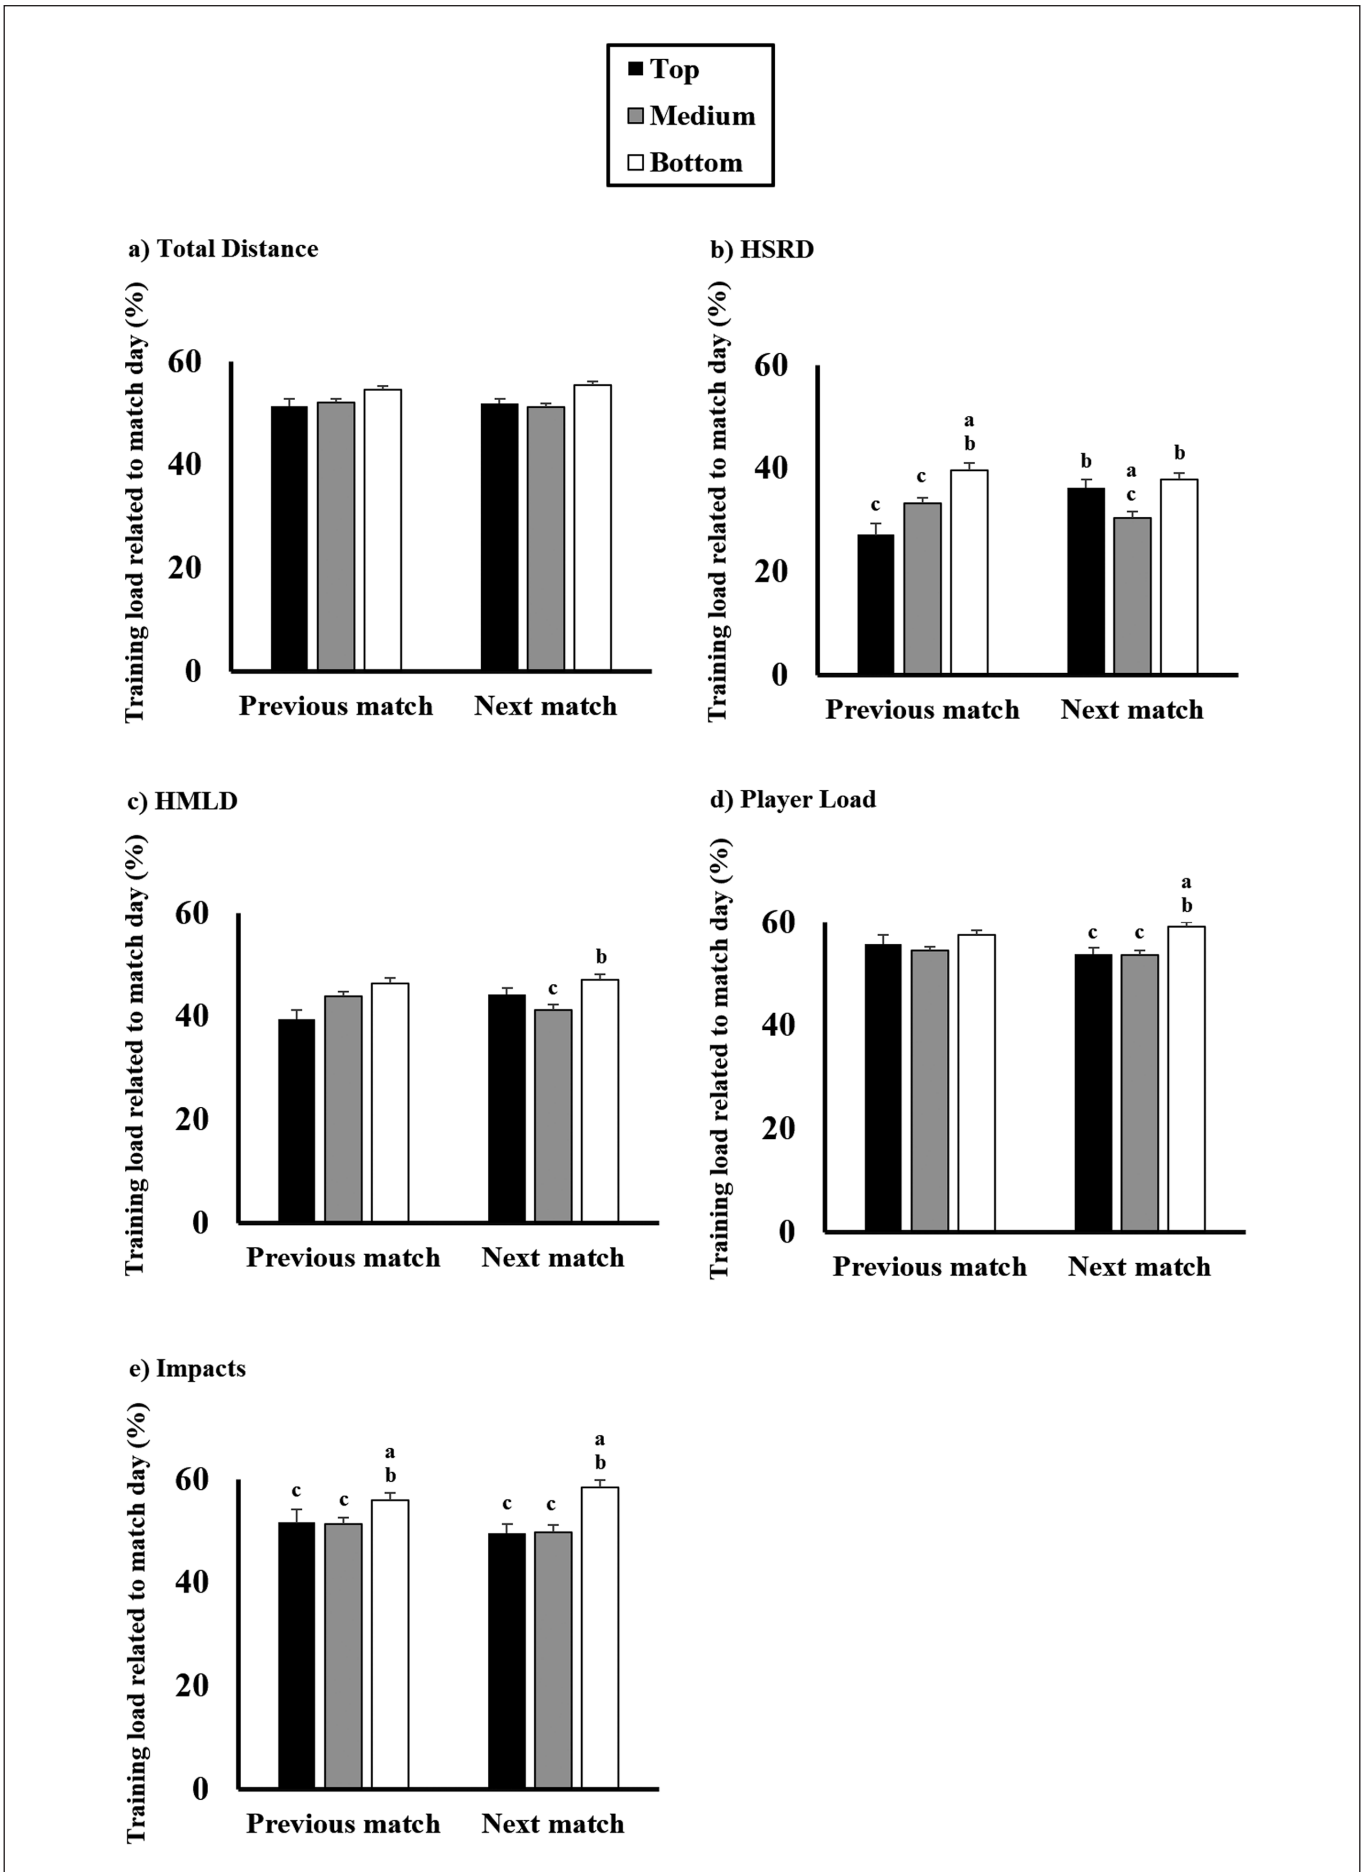 Top
Medium
Bottom
a) Total Distance
Training load related to match day (%)
60
40
20
0
Previous match
Next match
b) HSRD
Training load related to match day (%)
60
40
20
0
c
c
a
b
b
a
c
b
Previous match
Next match
c) HMLD
Training load related to match day (%)
60
40
20
0
c
b
Previous match
Next match
d) Player Load
Training load related to match day (%)
60
40
20
0
c
c
a
b
Previous match
Next match
e) Impacts
Training load related to match day (%)
60
40
20
0
c
c
a
b
c
c
a
b
Previous match
Next match